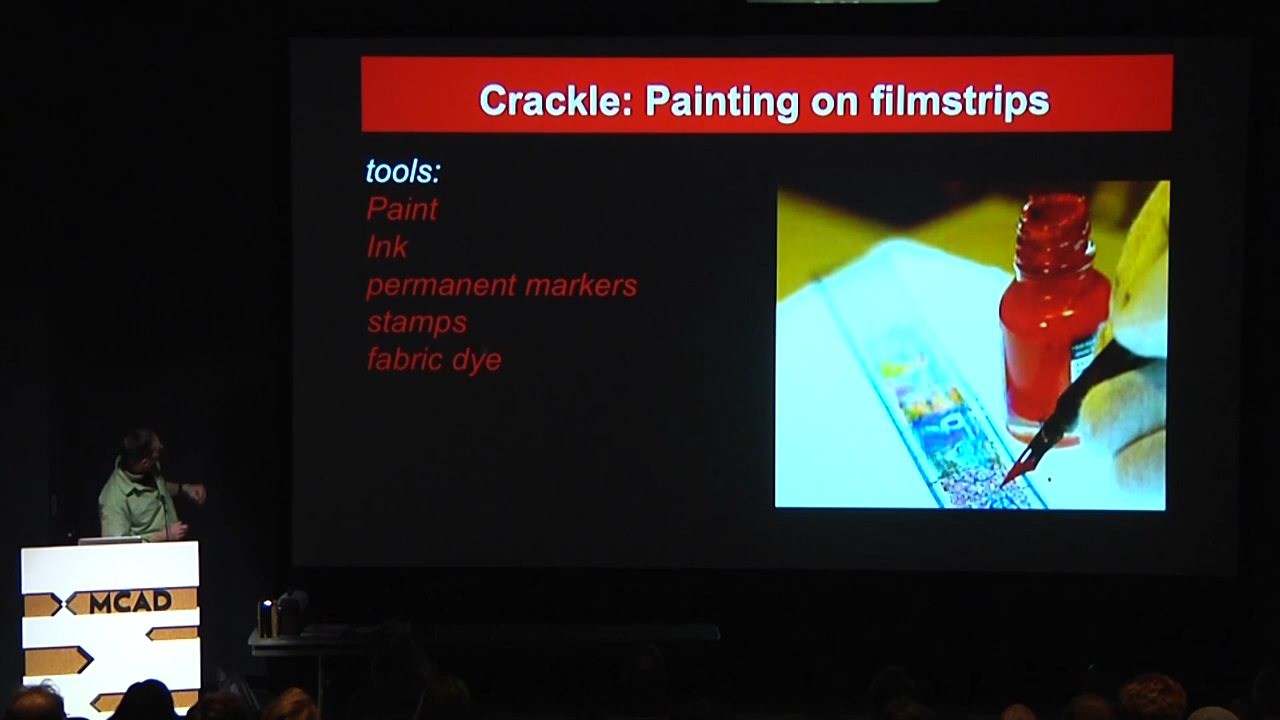 Crackle: Painting on filmstrips
tools:
Paint
Ink
permanent markers
stamps
fabric dye
MCAD